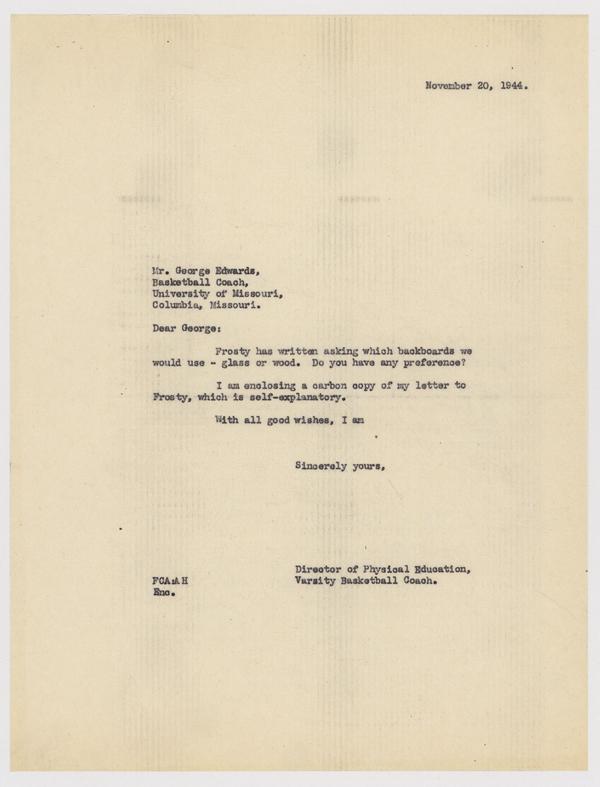 November 20, 1944.
Mr. George Edwards,
Basketball Coach,
University of Missouri,
Columbia, Missouri.
Dear George:
Frosty has written asking which backboards we
would use - glass or wood. Do you have any preference?
I am enclosing a carbon copy of my letter to
Frosty, which is self-explanatory.
With all good wishes, I am
Sincerely yours,
Director of Physical Education,
FCA:AH Varsity Basketball Coach.
Enc.